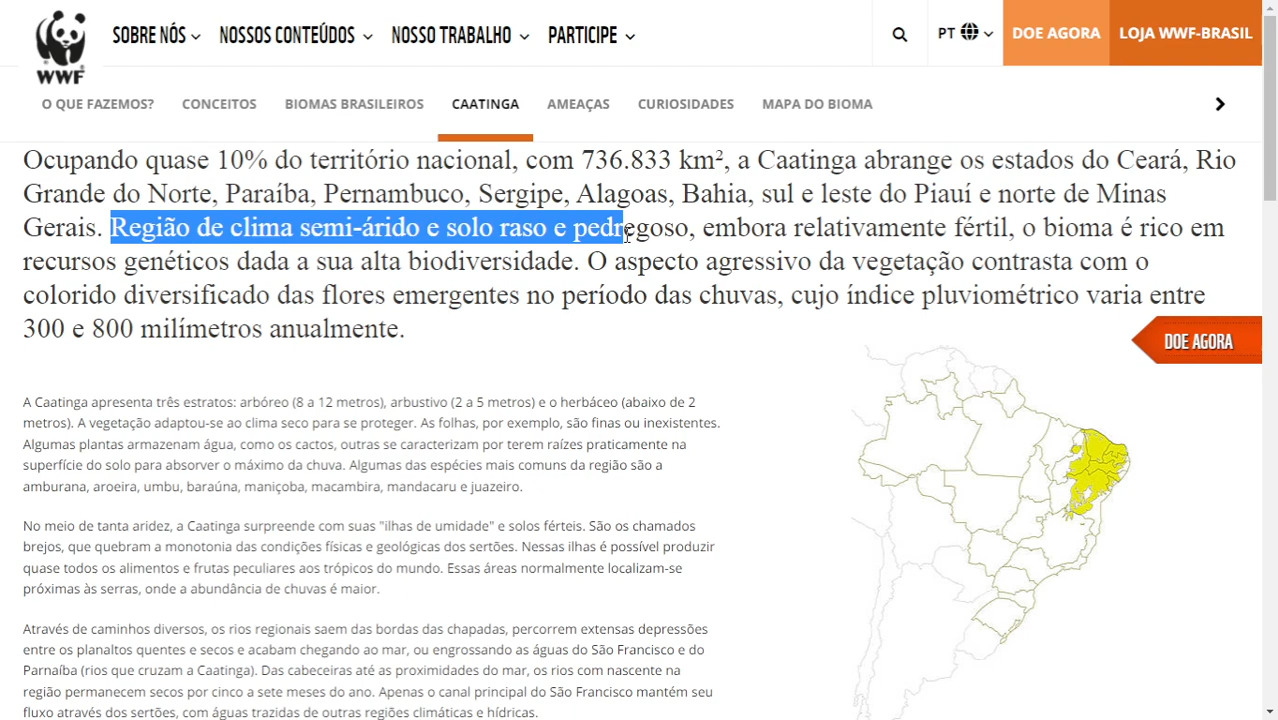 SOBRE NÓS NOSSOS CONTEÚDOS NOSSO TRABALHO PARTICIPE PT DOE AGORA LOJA WWF-BRASIL
WWF
O QUE FAZEMOS? CONCEITOS BIOMAS BRASILEIROS CAATINGA AMEAÇAS CURIOSIDADES MAPA DO BIOMA
Ocupando quase 10% do território nacional, com 736.833 km², a Caatinga abrange os estados do Ceará, Rio
Grande do Norte, Paraíba, Pernambuco, Sergipe, Alagoas, Bahia, sul e leste do Piauí e norte de Minas
Gerais. Região de clima semi-árido e solo raso e pedregoso, embora relativamente fértil, o bioma é rico em
recursos genéticos dada a sua alta biodiversidade. O aspecto agressivo da vegetação contrasta com o
colorido diversificado das flores emergentes no período das chuvas, cujo índice pluviométrico varia entre
300 e 800 milímetros anualmente.
DOE AGORA
A Caatinga apresenta três estratos: arbóreo (8 a 12 metros), arbustivo (2 a 5 metros) e o herbáceo (abaixo de 2
metros). A vegetação adaptou-se ao clima seco para se proteger. As folhas, por exemplo, são finas ou inexistentes.
Algumas plantas armazenam água, como os cactos, outras se caracterizam por terem raízes praticamente na
superfície do solo para absorver o máximo da chuva. Algumas das espécies mais comuns da região são a
amburana, aroeira, umbu, baraúna, maniçoba, macambira, mandacaru e juazeiro.
No meio de tanta aridez, a Caatinga surpreende com suas "ilhas de umidade" e solos férteis. São os chamados
brejos, que quebram a monotonia das condições físicas e geológicas dos sertões. Nessas ilhas é possível produzir
quase todos os alimentos e frutas peculiares aos trópicos do mundo. Essas áreas normalmente localizam-se
próximas às serras, onde a abundância de chuvas é maior.
Através de caminhos diversos, os rios regionais saem das bordas das chapadas, percorrem extensas depressões
entre os planaltos quentes e secos e acabam chegando ao mar, ou engrossando as águas do São Francisco e do
Parnaíba (rios que cruzam a Caatinga). Das cabeceiras até as proximidades do mar, os rios com nascente na
região permanecem secos por cinco a sete meses do ano. Apenas o canal principal do São Francisco mantém seu
fluxo através dos sertões, com águas trazidas de outras regiões climáticas e hídricas.